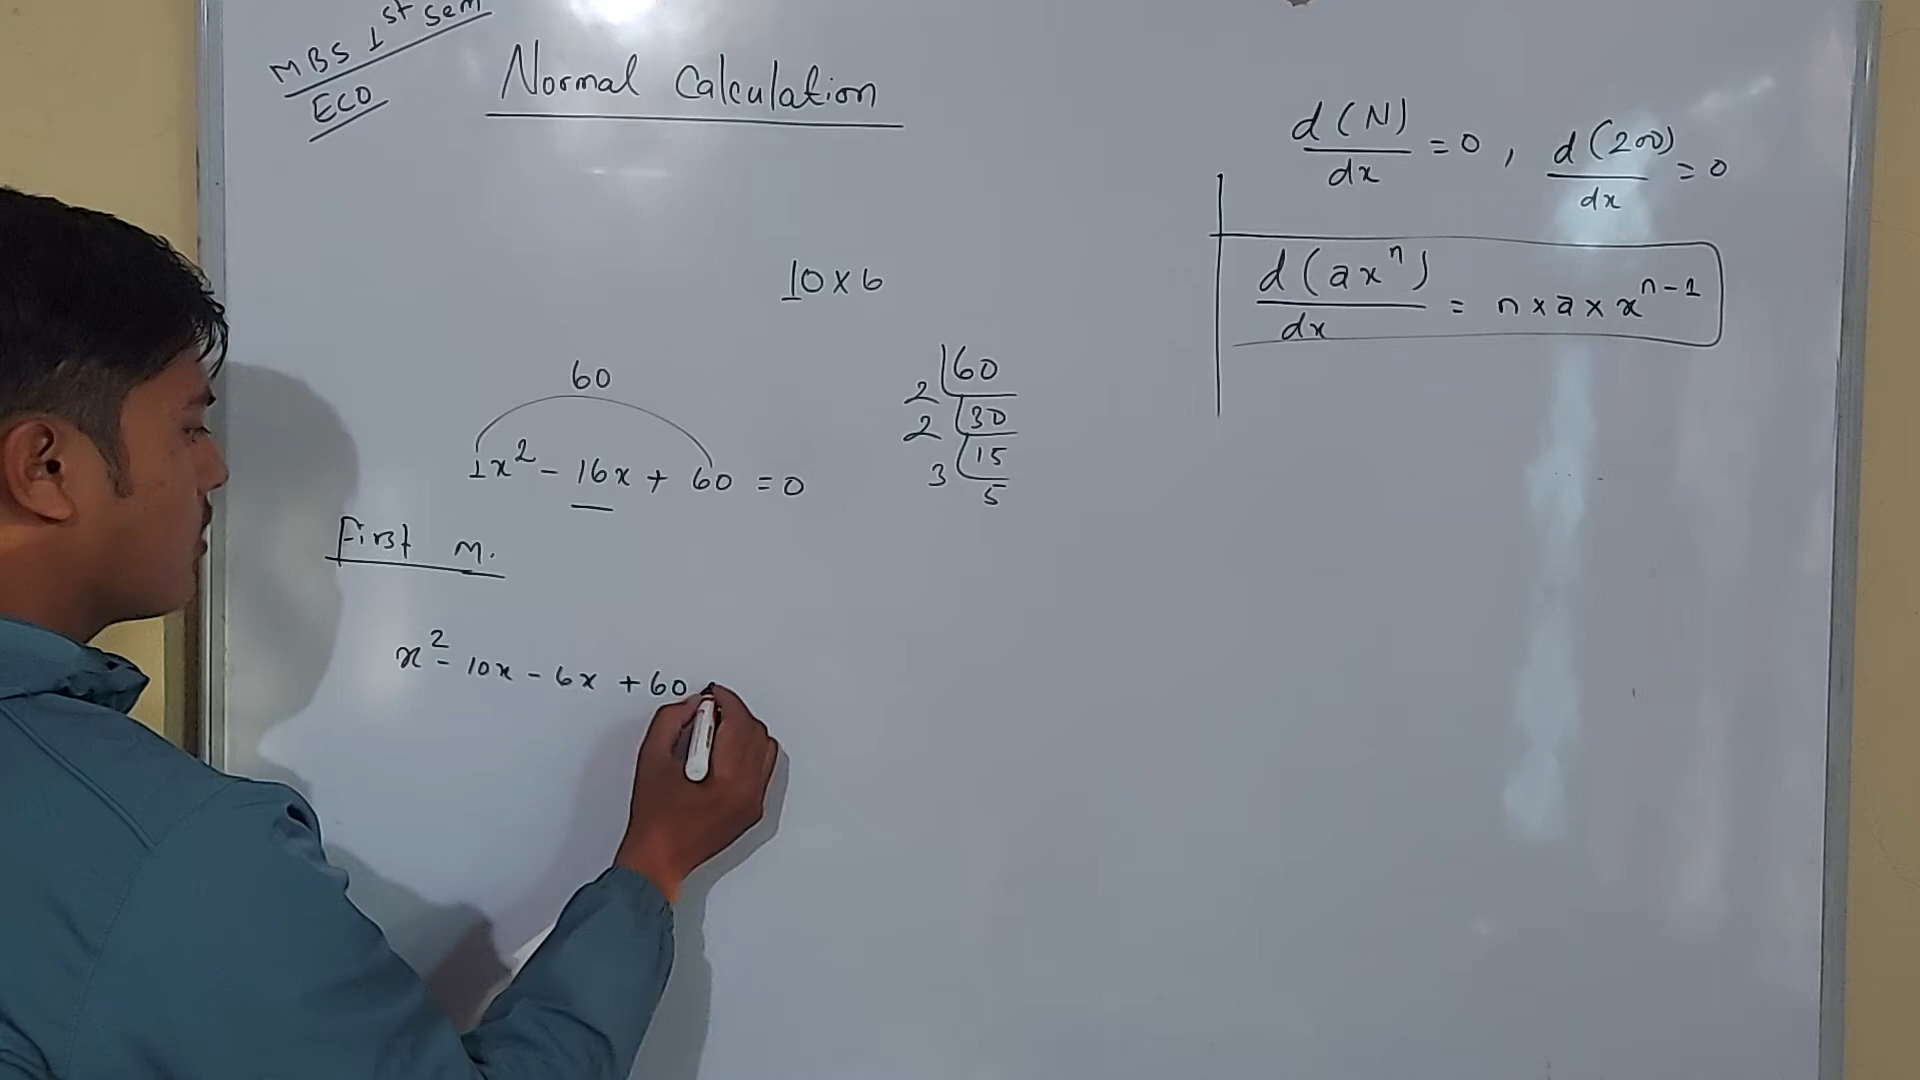 MBS 1st Sem
ECO
Normal Calculation
d(N)/dx = 0 , d(200)/dx = 0
d(ax^n)/dx = n x a x x^n-1
10 x 6
60
1x² - 16x + 60 = 0
2 | 60
2 | 30
3 | 15
5
First M.
x² - 10x - 6x + 60